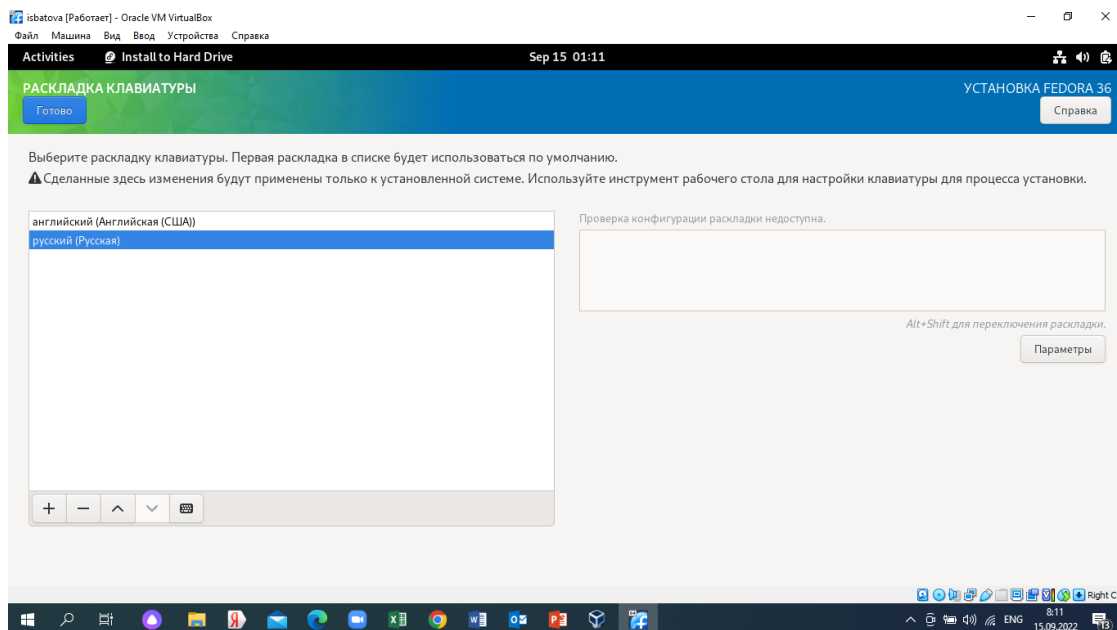 isbatova [Работает] - Oracle VM VirtualBox
Файл Машина Вид Ввод Устройства Справка
Activities Install to Hard Drive Sep 15 01:11
РАСКЛАДКА КЛАВИАТУРЫ УСТАНОВКА FEDORA 36
Готово Справка
Выберите раскладку клавиатуры. Первая раскладка в списке будет использоваться по умолчанию.
Сделанные здесь изменения будут применены только к установленной системе. Используйте инструмент рабочего стола для настройки клавиатуры для процесса установки.
английский (Английская (США)) Проверка конфигурации раскладки недоступна.
русский (Русская)
Alt+Shift для переключения раскладки.
Параметры
Right C
ENG 8:11
15.09.2022 13